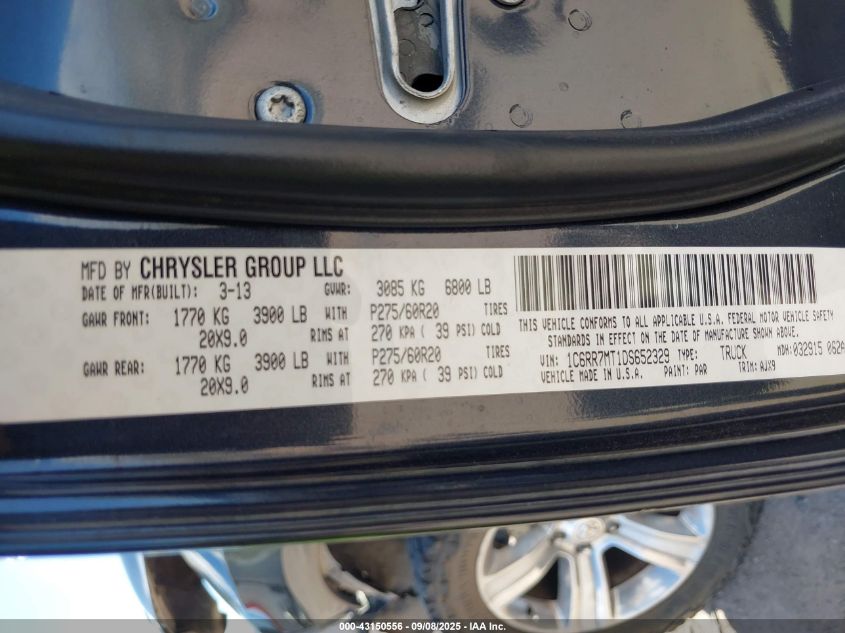 MFD BY CHRYSLER GROUP LLC
DATE OF MFR(BUILT): 3-13 GVWR: 3085 KG 6800 LB
GAWR FRONT: 1770 KG 3900 LB WITH P275/60R20 TIRES
20X9.0 RIMS AT 270 KPA ( 39 PSI) COLD
GAWR REAR: 1770 KG 3900 LB WITH P275/60R20 TIRES
20X9.0 RIMS AT 270 KPA ( 39 PSI) COLD
THIS VEHICLE CONFORMS TO ALL APPLICABLE U.S.A. FEDERAL MOTOR VEHICLE SAFETY
STANDARDS IN EFFECT ON THE DATE OF MANUFACTURE SHOWN ABOVE.
VIN: 1C6RR7MT1DS652329 TYPE: TRUCK MDH: 032915 062A
VEHICLE MADE IN U.S.A. PAINT: PAR TRIM: AJX9
000-43150556 - 09/08/2025 - IAA Inc.